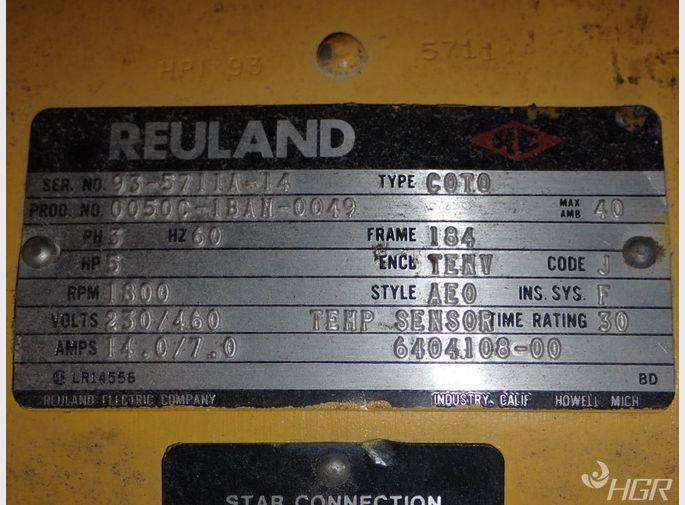 HPI 93 5711
REULAND
SER. NO. 93-5711A-14 TYPE COTO
PROD. NO. 0050C-1BAN-0049 MAX AMB 40
PH 3 HZ 60 FRAME 184
HP 5 ENCL TENV CODE J
RPM 1800 STYLE AEO INS. SYS. F
VOLTS 230/460 TEMP SENSOR TIME RATING 30
AMPS 14.0/7.0 6404108-00
LR14556 BD
REULAND ELECTRIC COMPANY INDUSTRY, CALIF HOWELL MICH
STAR CONNECTION
HGR